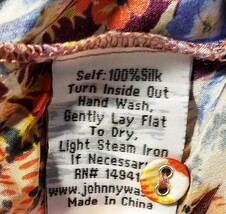 Self: 100%Silk
Turn Inside Out
Hand Wash,
Gently Lay Flat
To Dry,
Light Steam Iron
If Necessary
RN# 14941
www.johnnywa
Made In China